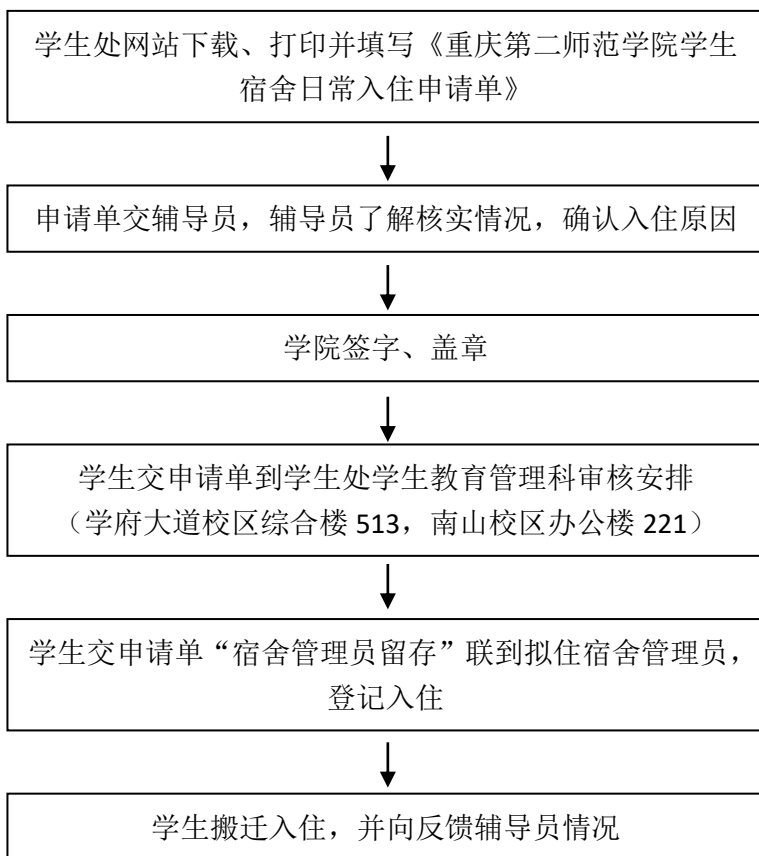 学生处网站下载、打印并填写《重庆第二师范学院学生
宿舍日常入住申请单》
申请单交辅导员，辅导员了解核实情况，确认入住原因
学院签字、盖章
学生交申请单到学生处学生教育管理科审核安排
（学府大道校区综合楼 513，南山校区办公楼 221）
学生交申请单“宿舍管理员留存”联到拟住宿舍管理员，
登记入住
学生搬迁入住，并向反馈辅导员情况